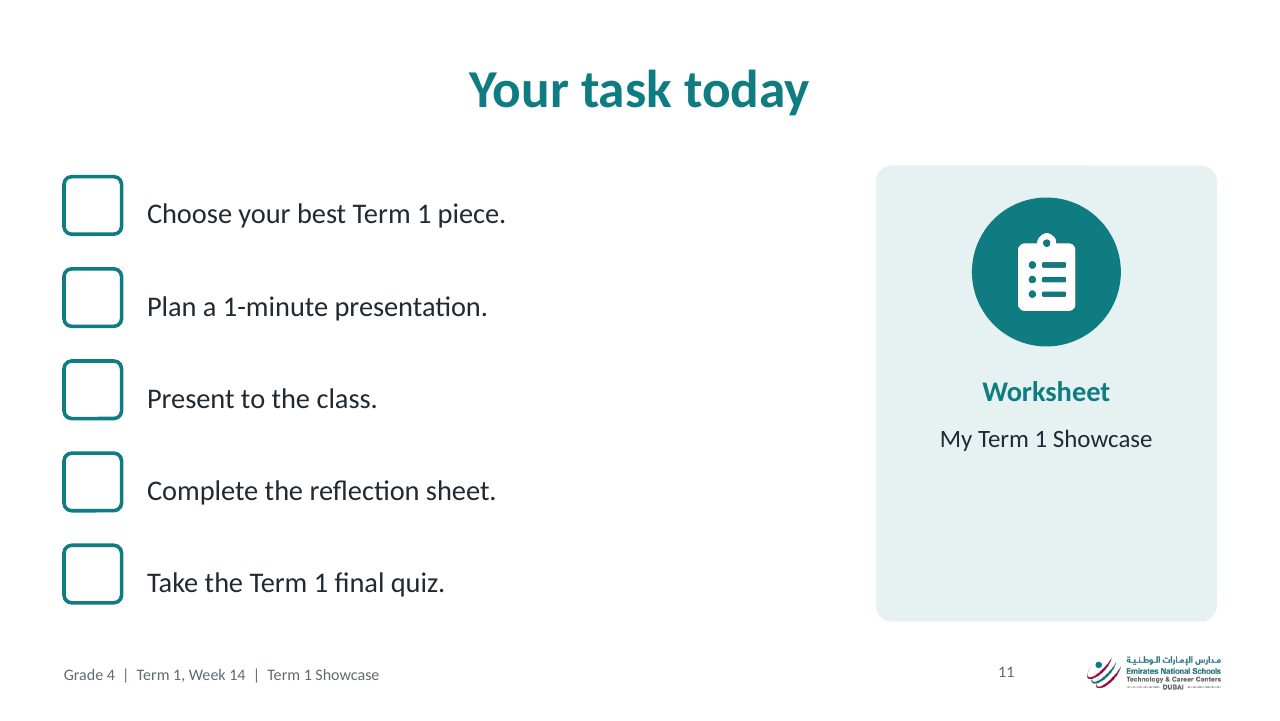 Your task today
Choose your best Term 1 piece.
Plan a 1-minute presentation.
Present to the class.
Complete the reflection sheet.
Take the Term 1 final quiz.
Worksheet
My Term 1 Showcase
Grade 4 | Term 1, Week 14 | Term 1 Showcase
11
مدارس الإمارات الوطنية
Emirates National Schools
Technology & Career Centers
DUBAI